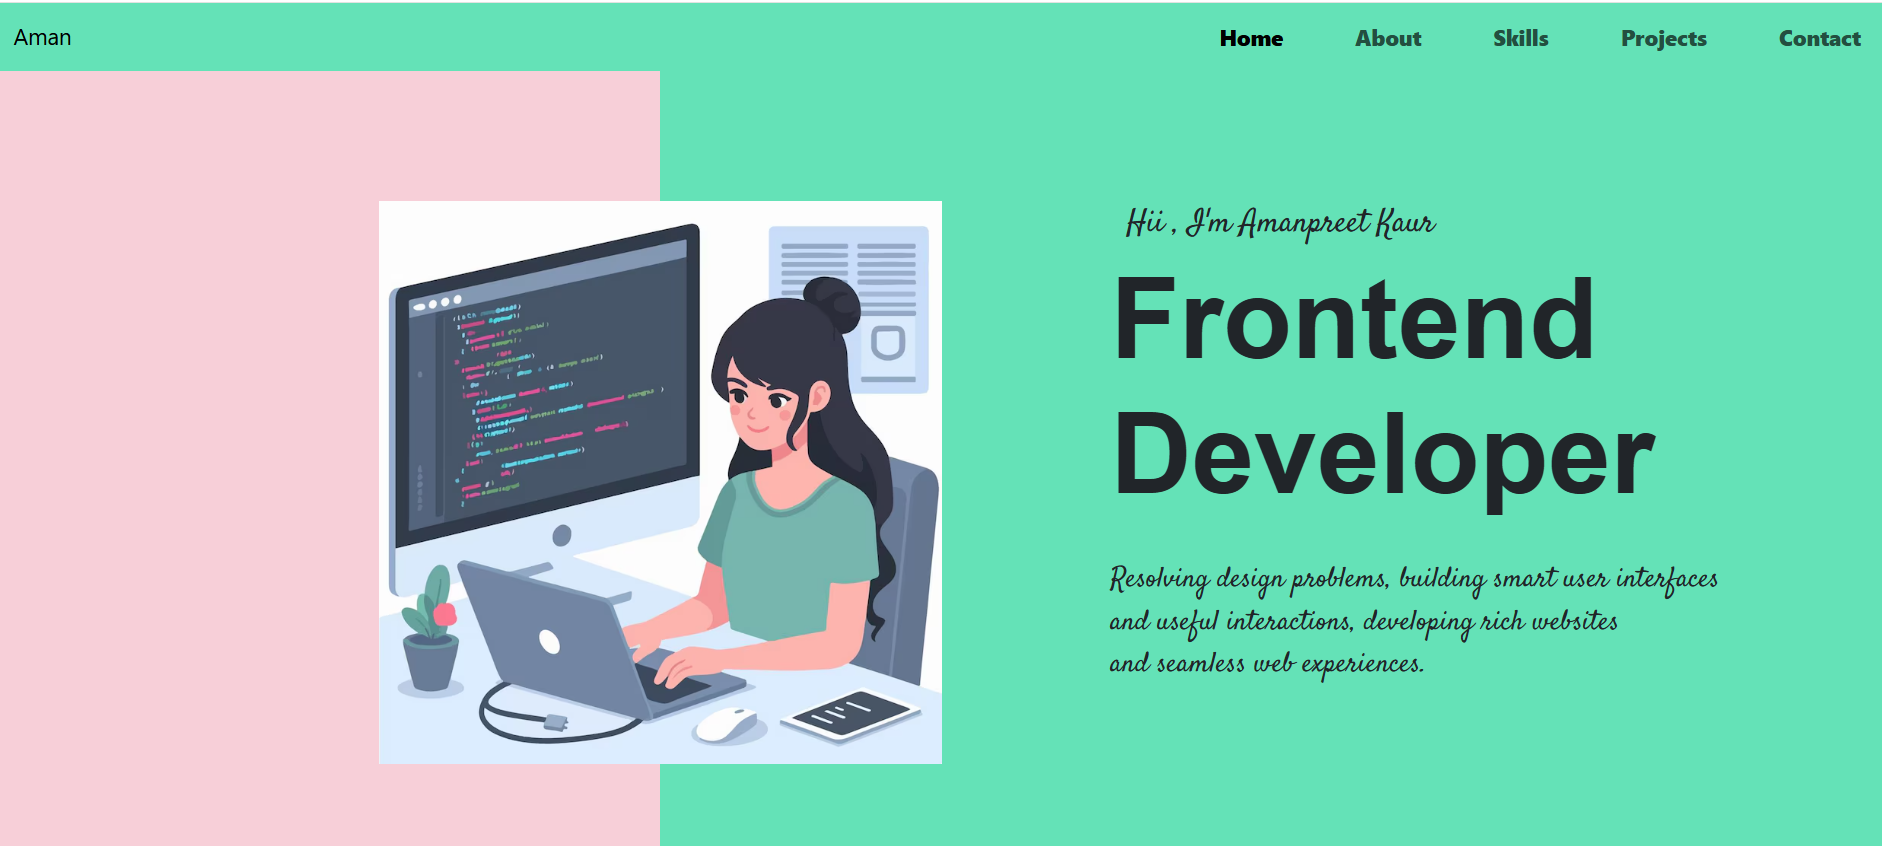 Aman
Home About Skills Projects Contact
Hii , I'm Amanpreet Kaur
Frontend
Developer
Resolving design problems, building smart user interfaces
and useful interactions, developing rich websites
and seamless web experiences.